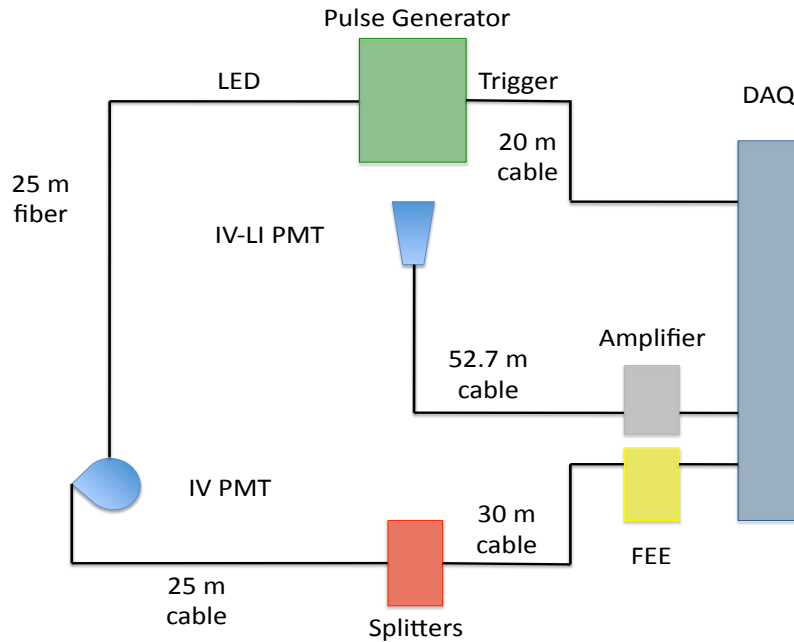 Pulse Generator
LED
Trigger
DAQ
20 m
cable
25 m
fiber
IV-LI PMT
Amplifier
52.7 m
cable
IV PMT
30 m
cable
FEE
25 m
cable
Splitters